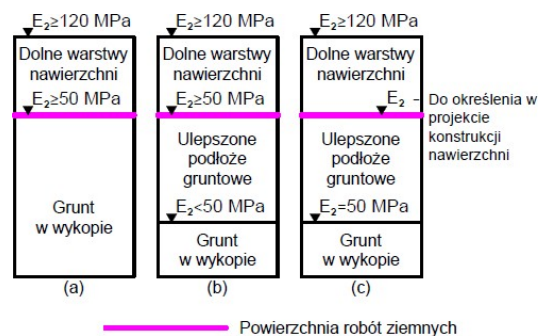 E₂≥120 MPa
Dolne warstwy
nawierzchni
E₂≥50 MPa
Grunt
w wykopie
(a)
E₂≥120 MPa
Dolne warstwy
nawierzchni
E₂≥50 MPa
Ulepszone
podłoże
gruntowe
E₂<50 MPa
Grunt
w wykopie
(b)
E₂≥120 MPa
Dolne warstwy
nawierzchni
E₂ -
Do określenia w
projekcie
konstrukcji
nawierzchni
Ulepszone
podłoże
gruntowe
E₂=50 MPa
Grunt
w wykopie
(c)
Powierzchnia robót ziemnych